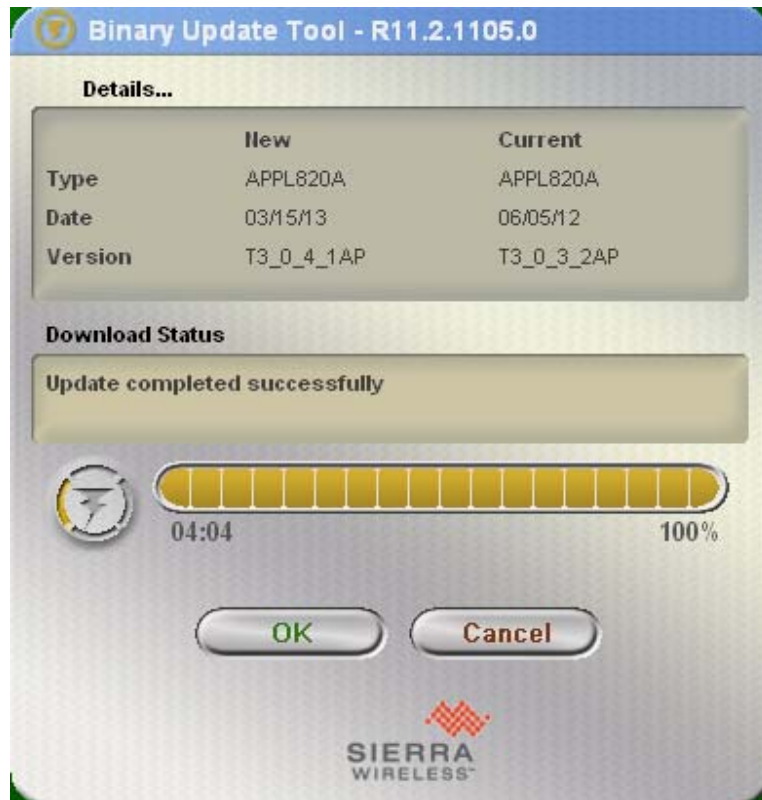 Binary Update Tool - R11.2.1105.0
Details...
New Current
Type APPL820A APPL820A
Date 03/15/13 06/05/12
Version T3_0_4_1AP T3_0_3_2AP
Download Status
Update completed successfully
04:04 100%
OK Cancel
SIERRA
WIRELESS™